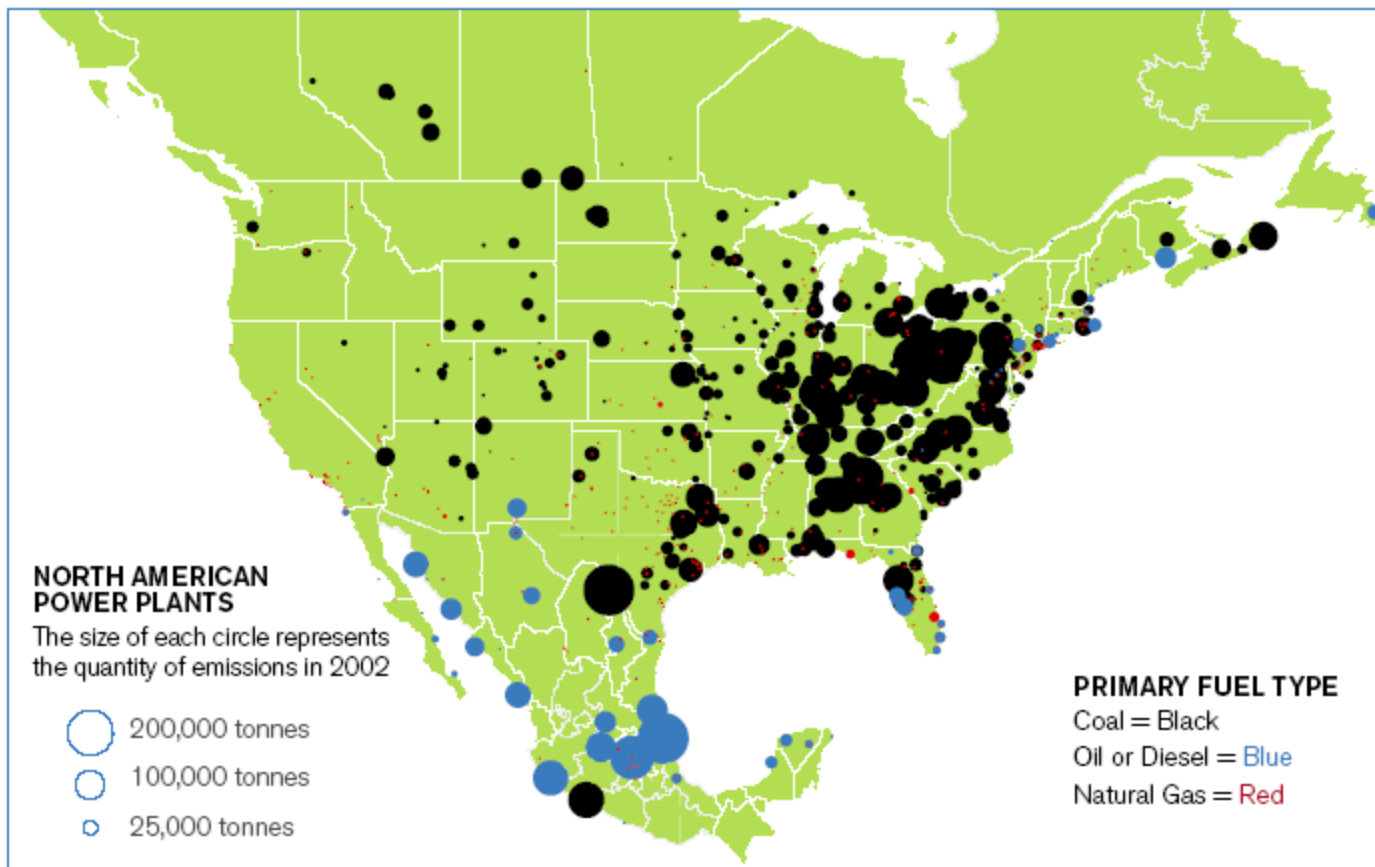 NORTH AMERICAN
POWER PLANTS
The size of each circle represents
the quantity of emissions in 2002
200,000 tonnes
100,000 tonnes
25,000 tonnes
PRIMARY FUEL TYPE
Coal = Black
Oil or Diesel = Blue
Natural Gas = Red